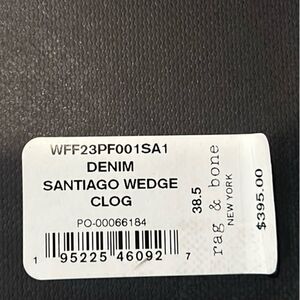 WFF23PF001SA1
DENIM
SANTIAGO WEDGE
CLOG
PO-00066184
1 95225 46092 7
38.5
rag & bone
NEW YORK
$395.00